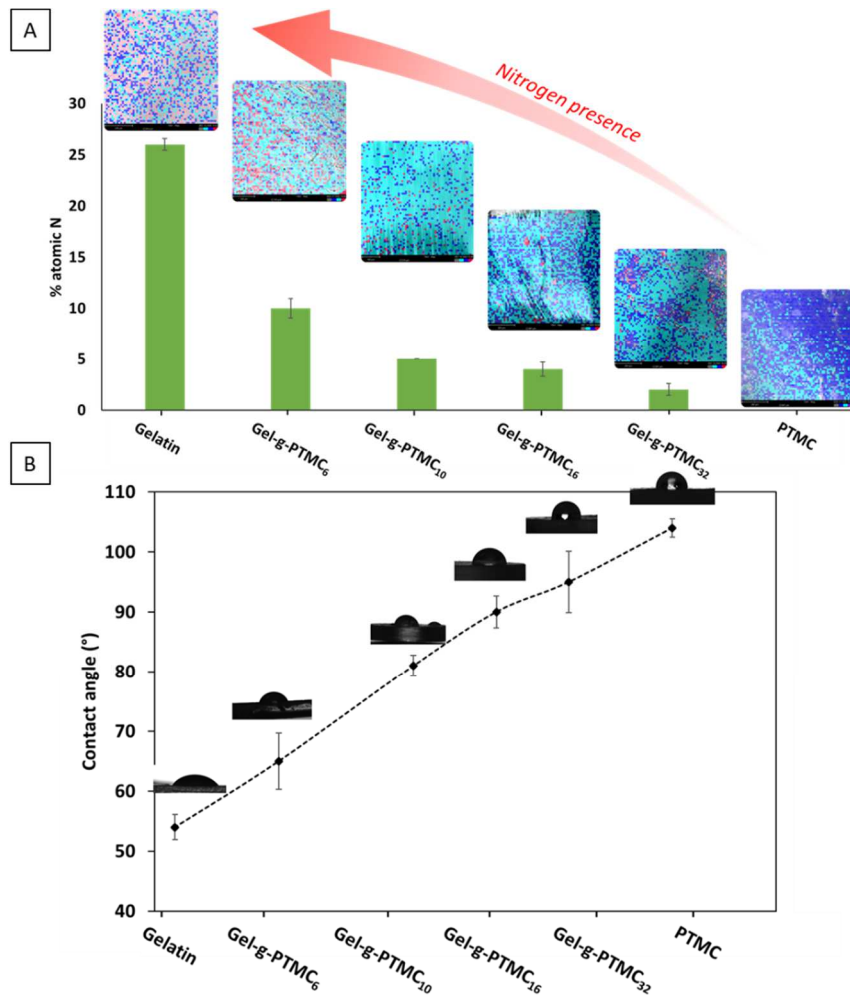 A
Nitrogen presence
% atomic N
30
25
20
15
10
5
0
Gelatin
Gel-g-PTMC₆
Gel-g-PTMC₁₀
Gel-g-PTMC₁₆
Gel-g-PTMC₃₂
PTMC
B
Contact angle (°)
110
100
90
80
70
60
50
40
Gelatin
Gel-g-PTMC₆
Gel-g-PTMC₁₀
Gel-g-PTMC₁₆
Gel-g-PTMC₃₂
PTMC